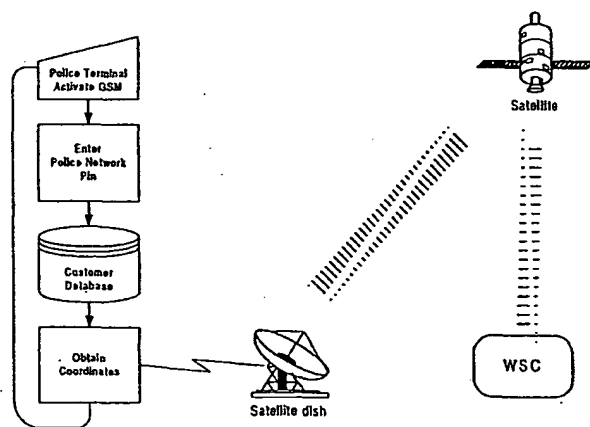 Police Terminal
Activate GSM
Enter
Police Network
Pin
Customer
Database
Obtain
Coordinates
Satellite dish
Satellite
WSC